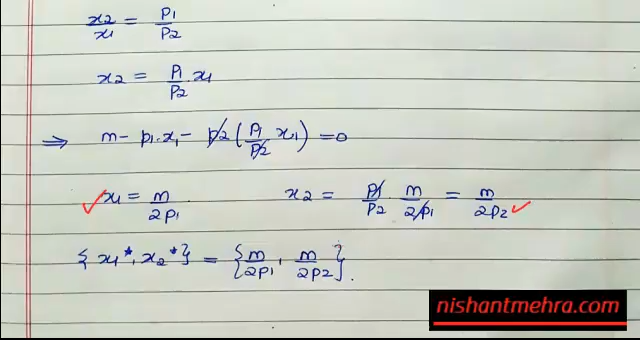 x2/x1 = p1/p2
x2 = p1/p2 . x1
⇒ m - p1.x1 - p2(p1/p2 x1) = 0
✓x1 = m/2p1 x2 = p1/p2 . m/2p1 = m/2p2 ✓
{x1*, x2*} = {m/2p1, m/2p2}.
nishantmehra.com